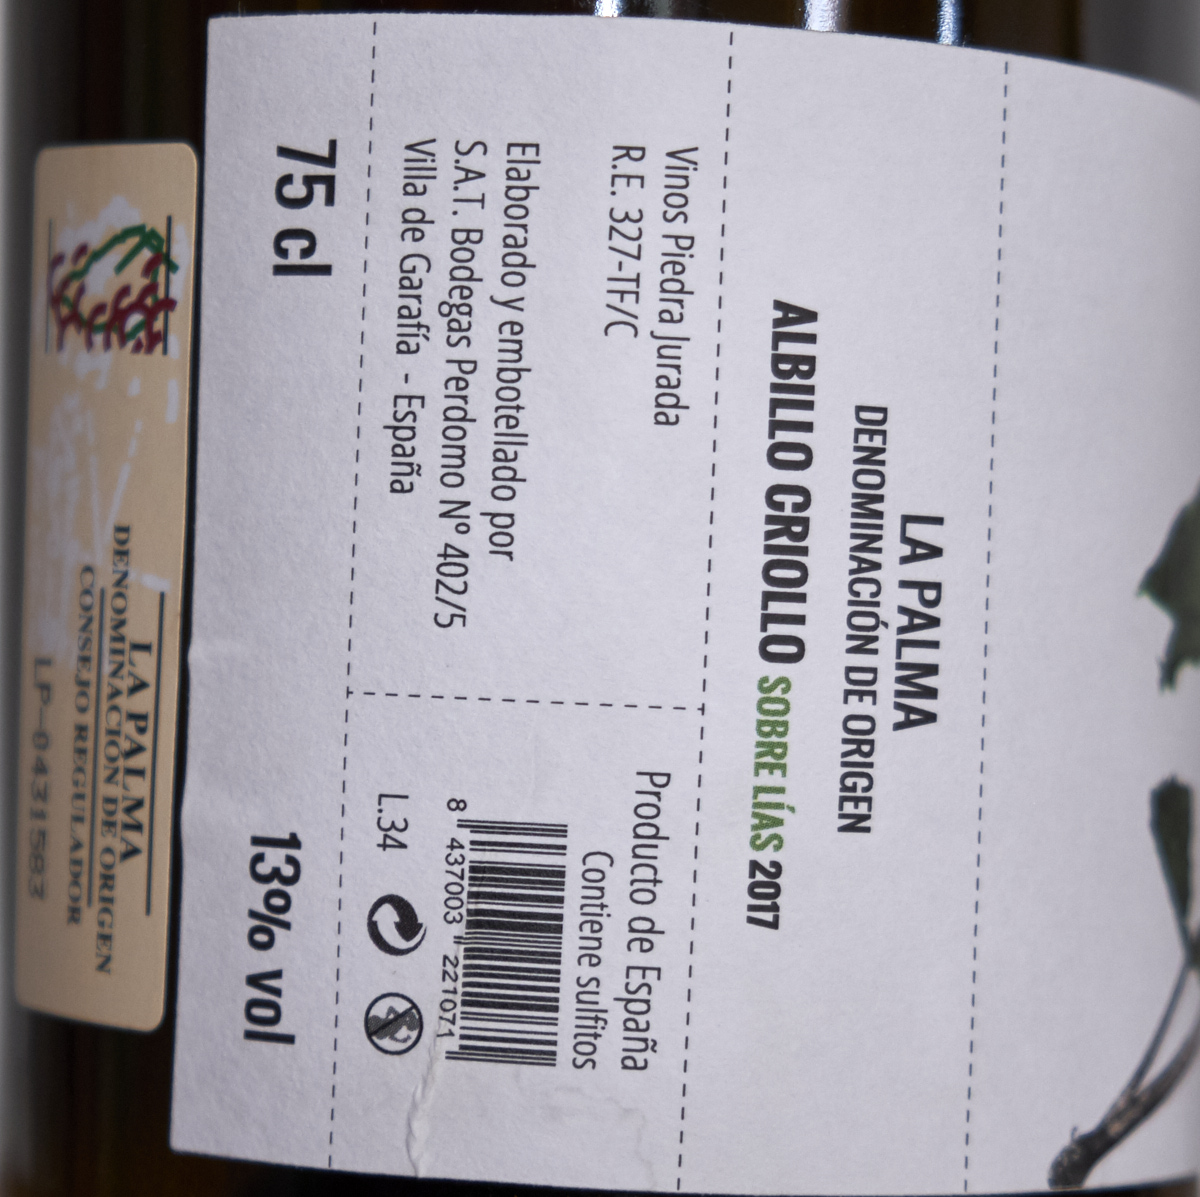 LA PALMA
DENOMINACIÓN DE ORIGEN
ALBILLO CRIOLLO SOBRE LÍAS 2017
Vinos Piedra Jurada
R.E. 327-TF/C
Elaborado y embotellado por
S.A.T. Bodegas Perdomo Nº 402/5
Villa de Garafía - España
Producto de España
Contiene sulfitos
8 437003 221071
L.34
75 cl
13% vol
LA PALMA
DENOMINACIÓN DE ORIGEN
CONSEJO REGULADOR
LP-0431583